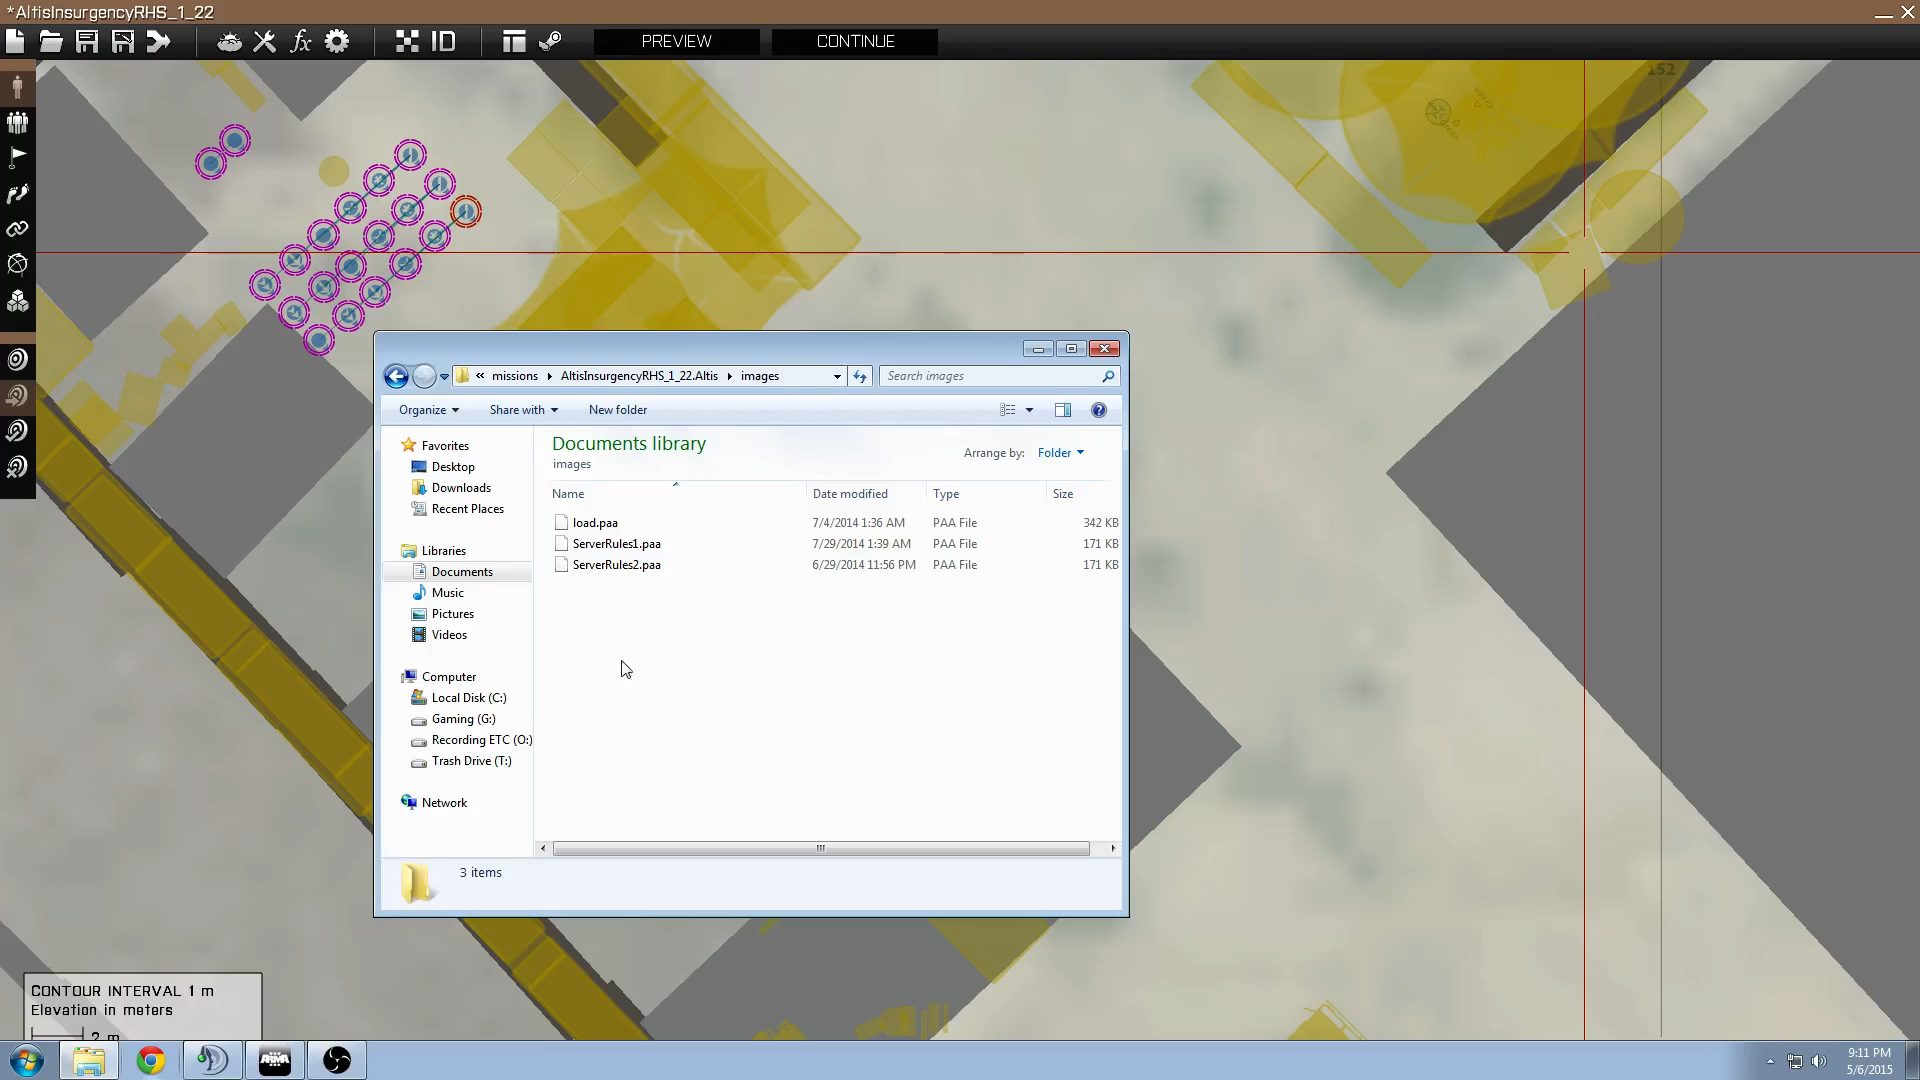 *AltisInsurgencyRHS_1_22
ID
PREVIEW
CONTINUE
152
« missions ▸ AltisInsurgencyRHS_1_22.Altis ▸ images
Search images
Organize
Share with
New folder
Favorites
Desktop
Downloads
Recent Places
Libraries
Documents
Music
Pictures
Videos
Computer
Local Disk (C:)
Gaming (G:)
Recording ETC (O:)
Trash Drive (T:)
Network
Documents library
images
Arrange by: Folder
Name Date modified Type Size
load.paa 7/4/2014 1:36 AM PAA File 342 KB
ServerRules1.paa 7/29/2014 1:39 AM PAA File 171 KB
ServerRules2.paa 6/29/2014 11:56 PM PAA File 171 KB
3 items
CONTOUR INTERVAL 1 m
Elevation in meters
2 m
ARMA
9:11 PM
5/6/2015